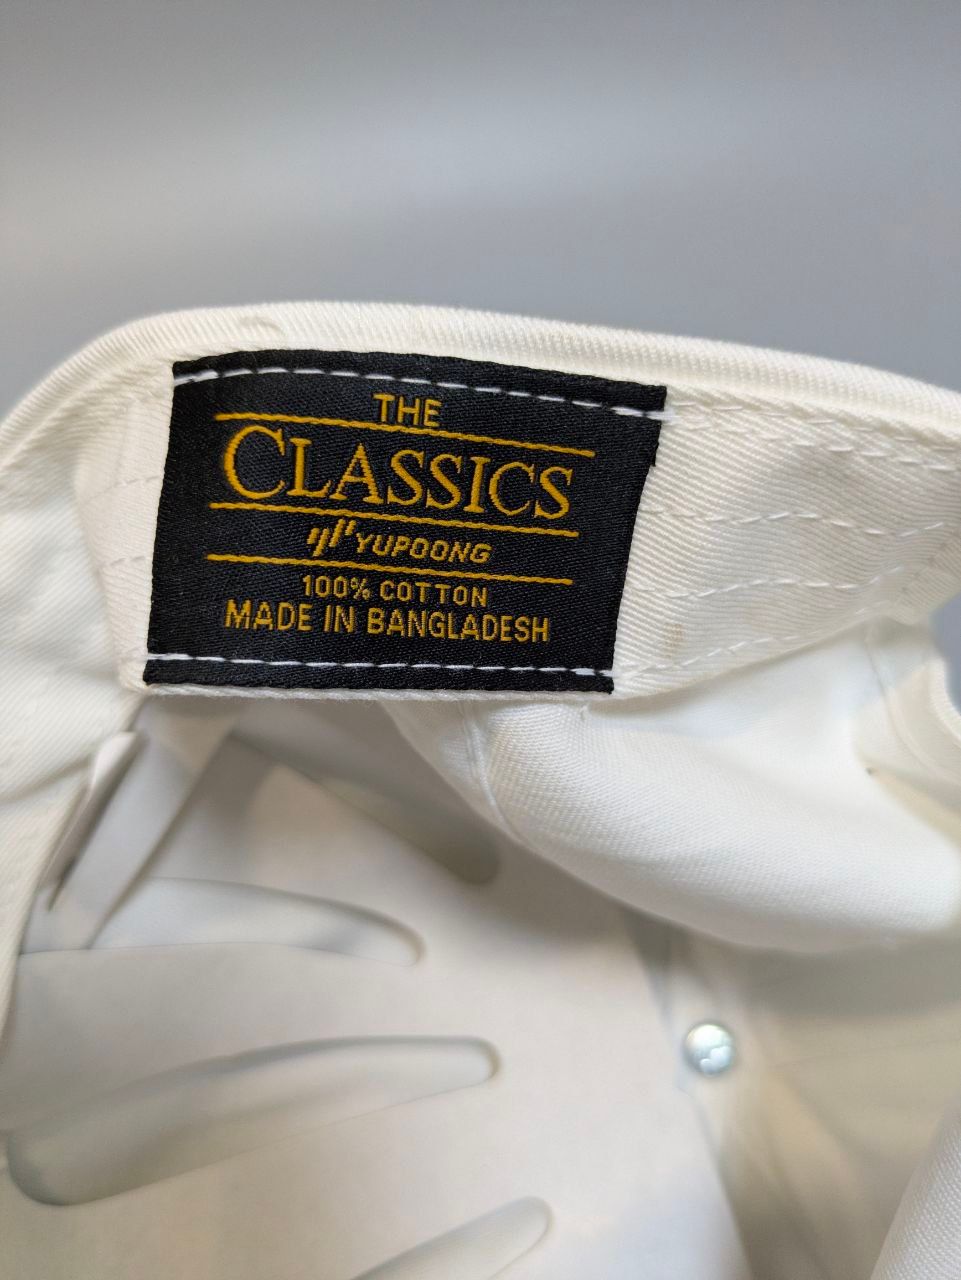 THE
CLASSICS
YUPOONG
100% COTTON
MADE IN BANGLADESH